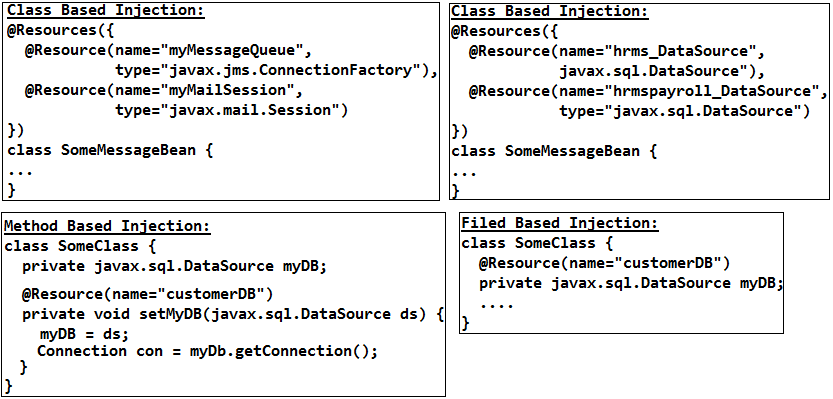 Class Based Injection:
@Resources({
@Resource(name="myMessageQueue",
type="javax.jms.ConnectionFactory"),
@Resource(name="myMailSession",
type="javax.mail.Session")
})
class SomeMessageBean {
...
}
Class Based Injection:
@Resources({
@Resource(name="hrms_DataSource",
javax.sql.DataSource"),
@Resource(name="hrmspayroll_DataSource",
type="javax.sql.DataSource")
})
class SomeMessageBean {
...
}
Method Based Injection:
class SomeClass {
private javax.sql.DataSource myDB;
@Resource(name="customerDB")
private void setMyDB(javax.sql.DataSource ds) {
myDB = ds;
Connection con = myDb.getConnection();
}
}
Filed Based Injection:
class SomeClass {
@Resource(name="customerDB")
private javax.sql.DataSource myDB;
....
}